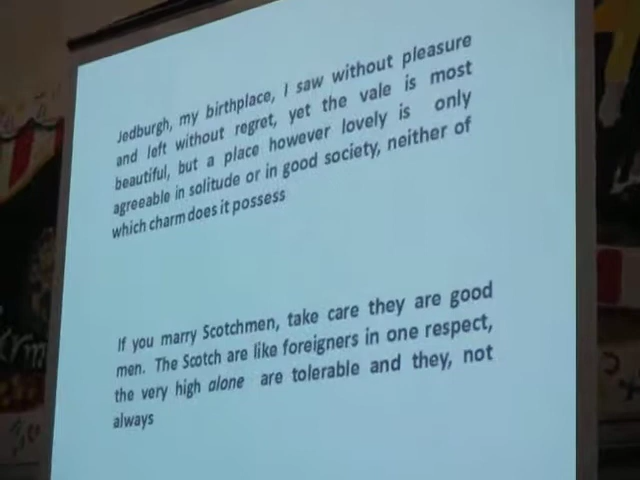 Jedburgh, my birthplace, I saw without pleasure
and left without regret, yet the vale is most
beautiful, but a place however lovely is only
agreeable in solitude or in good society, neither of
which charm does it possess
If you marry Scotchmen, take care they are good
men. The Scotch are like foreigners in one respect,
the very high alone are tolerable and they, not
always